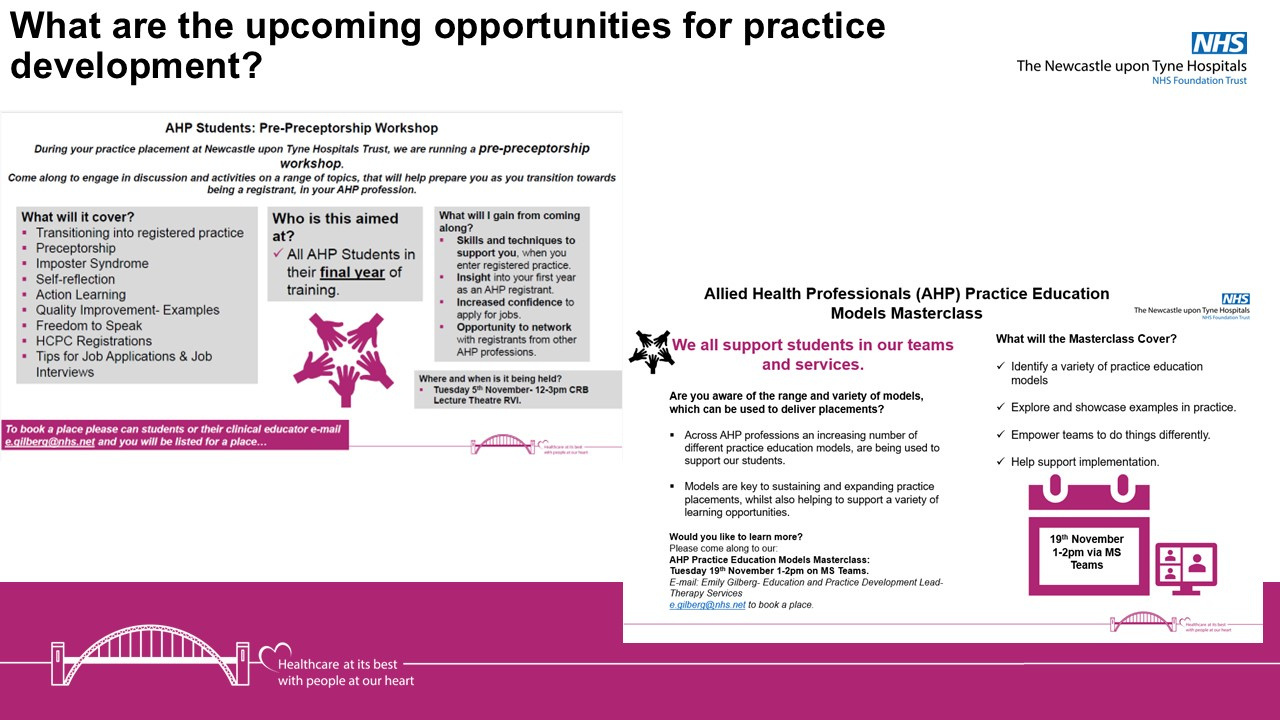 What are the upcoming opportunities for practice
development?
NHS
The Newcastle upon Tyne Hospitals
NHS Foundation Trust
AHP Students: Pre-Preceptorship Workshop
During your practice placement at Newcastle upon Tyne Hospitals Trust, we are running a pre-preceptorship
workshop.
Come along to engage in discussion and activities on a range of topics, that will help prepare you as you transition towards
being a registrant, in your AHP profession.
What will it cover?
▪ Transitioning into registered practice
▪ Preceptorship
▪ Imposter Syndrome
▪ Self-reflection
▪ Action Learning
▪ Quality Improvement- Examples
▪ Freedom to Speak
▪ HCPC Registrations
▪ Tips for Job Applications & Job
Interviews
Who is this aimed
at?
✓ All AHP Students in
their final year of
training.
What will I gain from coming
along?
▪ Skills and techniques to
support you, when you
enter registered practice.
▪ Insight into your first year
as an AHP registrant.
▪ Increased confidence to
apply for jobs.
▪ Opportunity to network
with registrants from other
AHP professions.
Where and when is it being held?
▪ Tuesday 5th November- 12-3pm CRB
Lecture Theatre RVI.
To book a place please can students or their clinical educator e-mail
e.gilberg@nhs.net and you will be listed for a place…
Healthcare at its best
with people at our heart
Allied Health Professionals (AHP) Practice Education
Models Masterclass
NHS
The Newcastle upon Tyne Hospitals
NHS Foundation Trust
We all support students in our teams
and services.
Are you aware of the range and variety of models,
which can be used to deliver placements?
▪ Across AHP professions an increasing number of
different practice education models, are being used to
support our students.
▪ Models are key to sustaining and expanding practice
placements, whilst also helping to support a variety of
learning opportunities.
Would you like to learn more?
Please come along to our:
AHP Practice Education Models Masterclass:
Tuesday 19th November 1-2pm on MS Teams.
E-mail: Emily Gilberg- Education and Practice Development Lead-
Therapy Services
e.gilberg@nhs.net to book a place.
What will the Masterclass Cover?
✓ Identify a variety of practice education
models
✓ Explore and showcase examples in practice.
✓ Empower teams to do things differently.
✓ Help support implementation.
19th November
1-2pm via MS
Teams
Healthcare at its best
with people at our heart
Healthcare at its best
with people at our heart